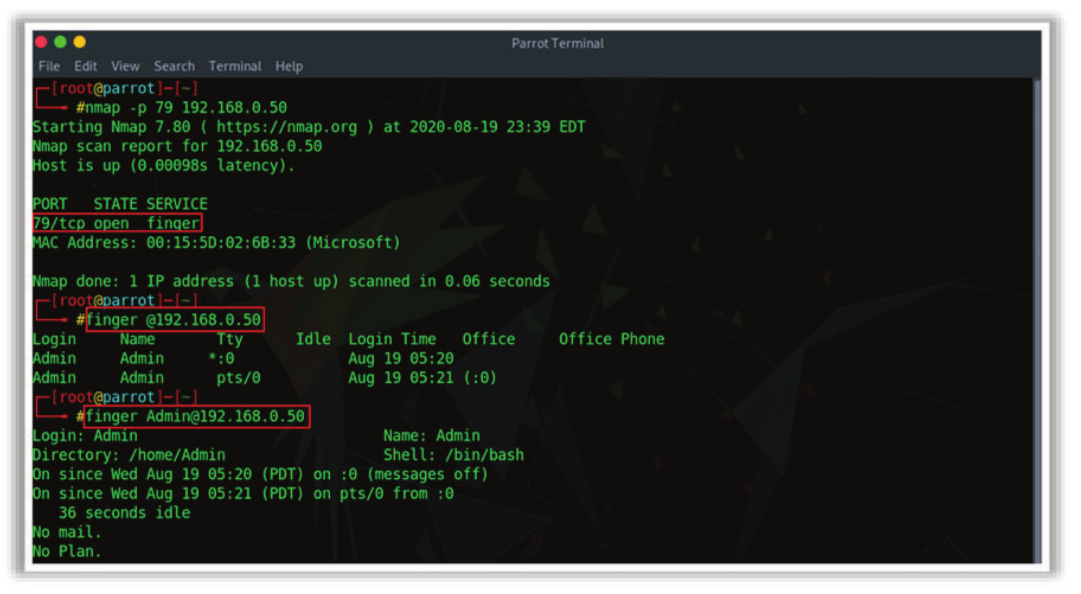 Parrot Terminal
File Edit View Search Terminal Help
[root@parrot]-[~]
#nmap -p 79 192.168.0.50
Starting Nmap 7.80 ( https://nmap.org ) at 2020-08-19 23:39 EDT
Nmap scan report for 192.168.0.50
Host is up (0.00098s latency).
PORT STATE SERVICE
79/tcp open finger
MAC Address: 00:15:5D:02:6B:33 (Microsoft)
Nmap done: 1 IP address (1 host up) scanned in 0.06 seconds
[root@parrot]-[~]
#finger @192.168.0.50
Login Name Tty Idle Login Time Office Office Phone
Admin Admin *:0 Aug 19 05:20
Admin Admin pts/0 Aug 19 05:21 (:0)
[root@parrot]-[~]
#finger Admin@192.168.0.50
Login: Admin Name: Admin
Directory: /home/Admin Shell: /bin/bash
On since Wed Aug 19 05:20 (PDT) on :0 (messages off)
On since Wed Aug 19 05:21 (PDT) on pts/0 from :0
36 seconds idle
No mail.
No Plan.